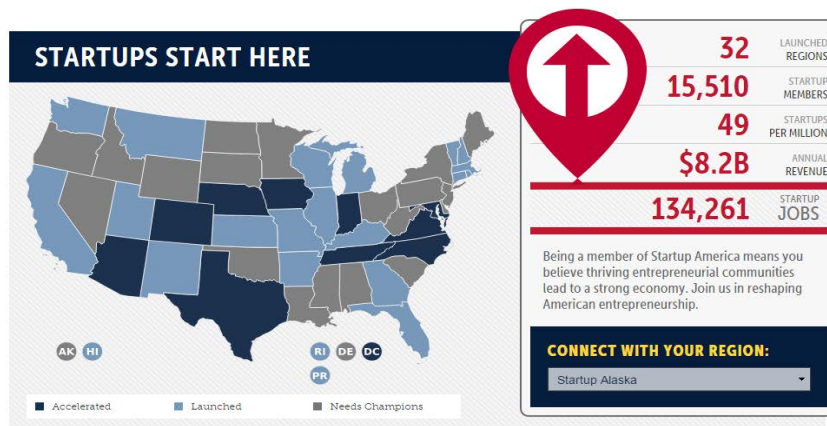 STARTUPS START HERE
32 LAUNCHED
REGIONS
15,510 STARTUP
MEMBERS
49 STARTUPS
PER MILLION
$8.2B ANNUAL
REVENUE
134,261 STARTUP
JOBS
Being a member of Startup America means you
believe thriving entrepreneurial communities
lead to a strong economy. Join us in reshaping
American entrepreneurship.
CONNECT WITH YOUR REGION:
Startup Alaska
AK HI
RI DE DC
PR
Accelerated Launched Needs Champions